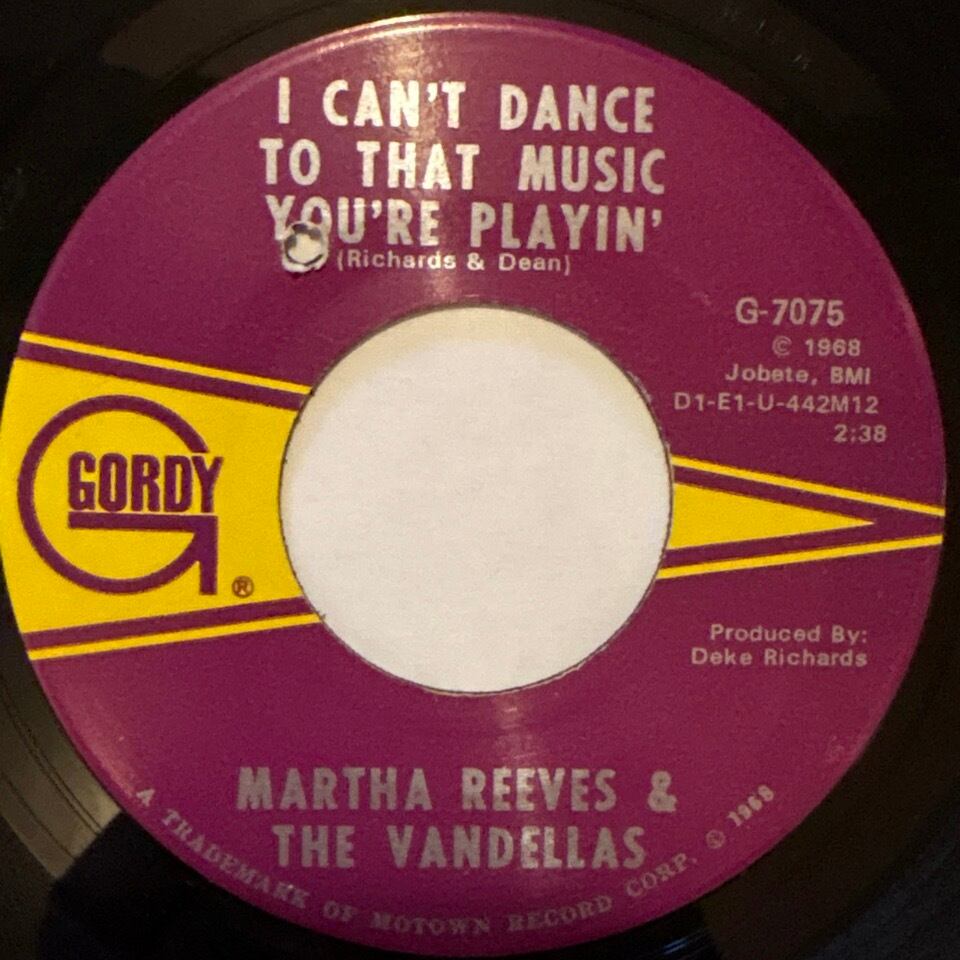 I CAN'T DANCE
TO THAT MUSIC
YOU'RE PLAYIN'
(Richards & Dean)
G-7075
© 1968
Jobete, BMI
D1-E1-U-442M12
2:38
GORDY
®
Produced By:
Deke Richards
MARTHA REEVES &
THE VANDELLAS
A TRADEMARK OF MOTOWN RECORD CORP. © 1968